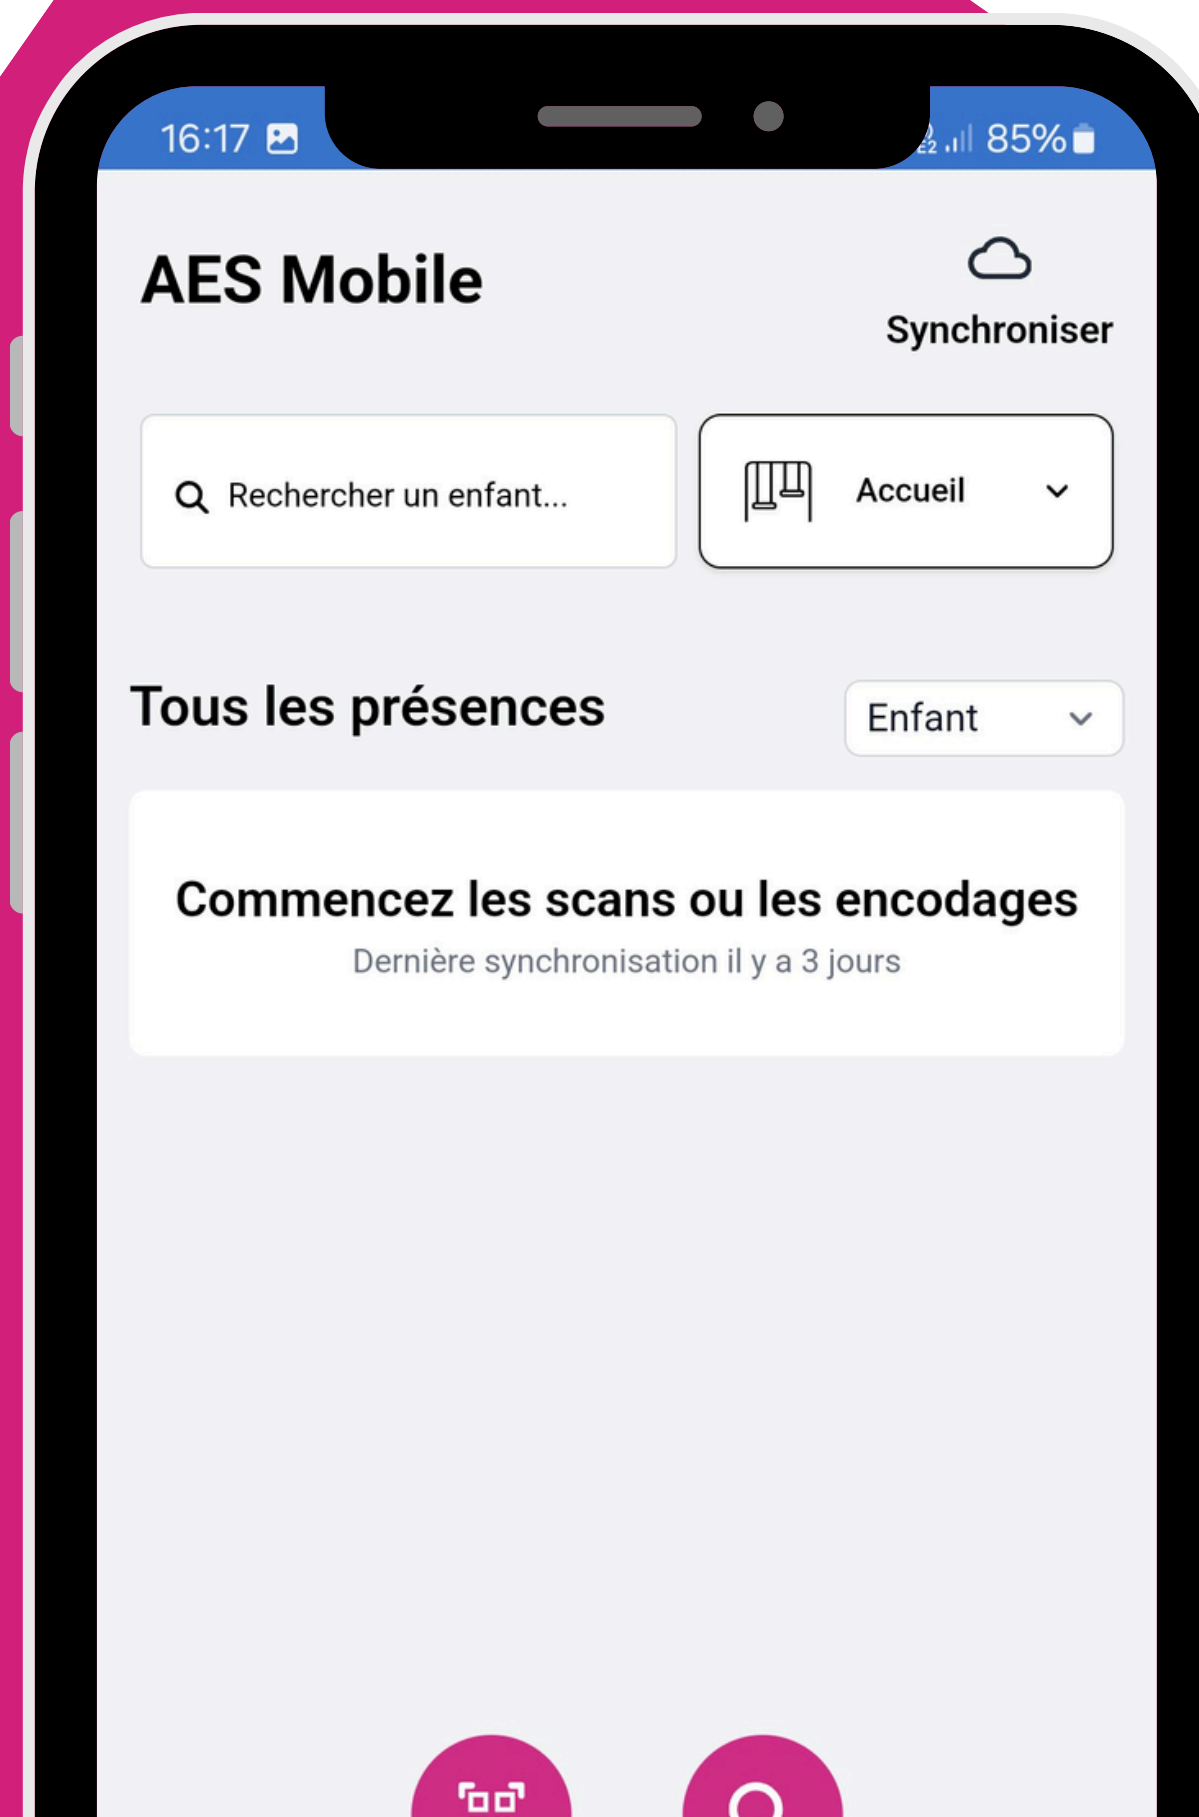 16:17
85%
AES Mobile
Synchroniser
Rechercher un enfant...
Accueil
Tous les présences
Enfant
Commencez les scans ou les encodages
Dernière synchronisation il y a 3 jours